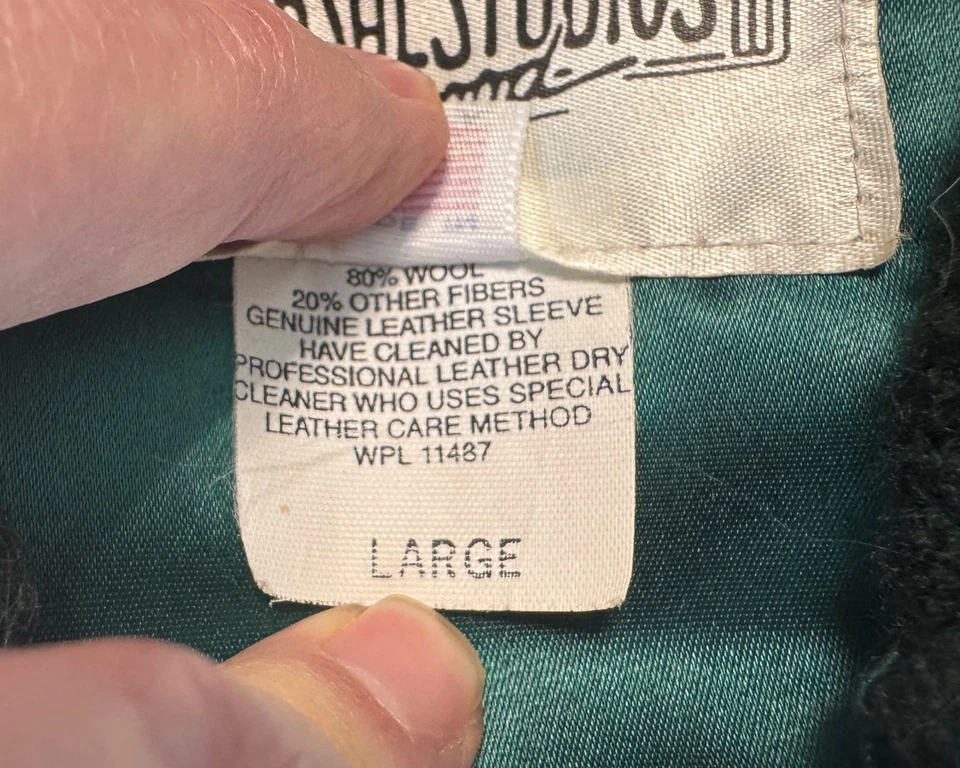 STUDIOS
80% WOOL
20% OTHER FIBERS
GENUINE LEATHER SLEEVE
HAVE CLEANED BY
PROFESSIONAL LEATHER DRY
CLEANER WHO USES SPECIAL
LEATHER CARE METHOD
WPL 11487
LARGE